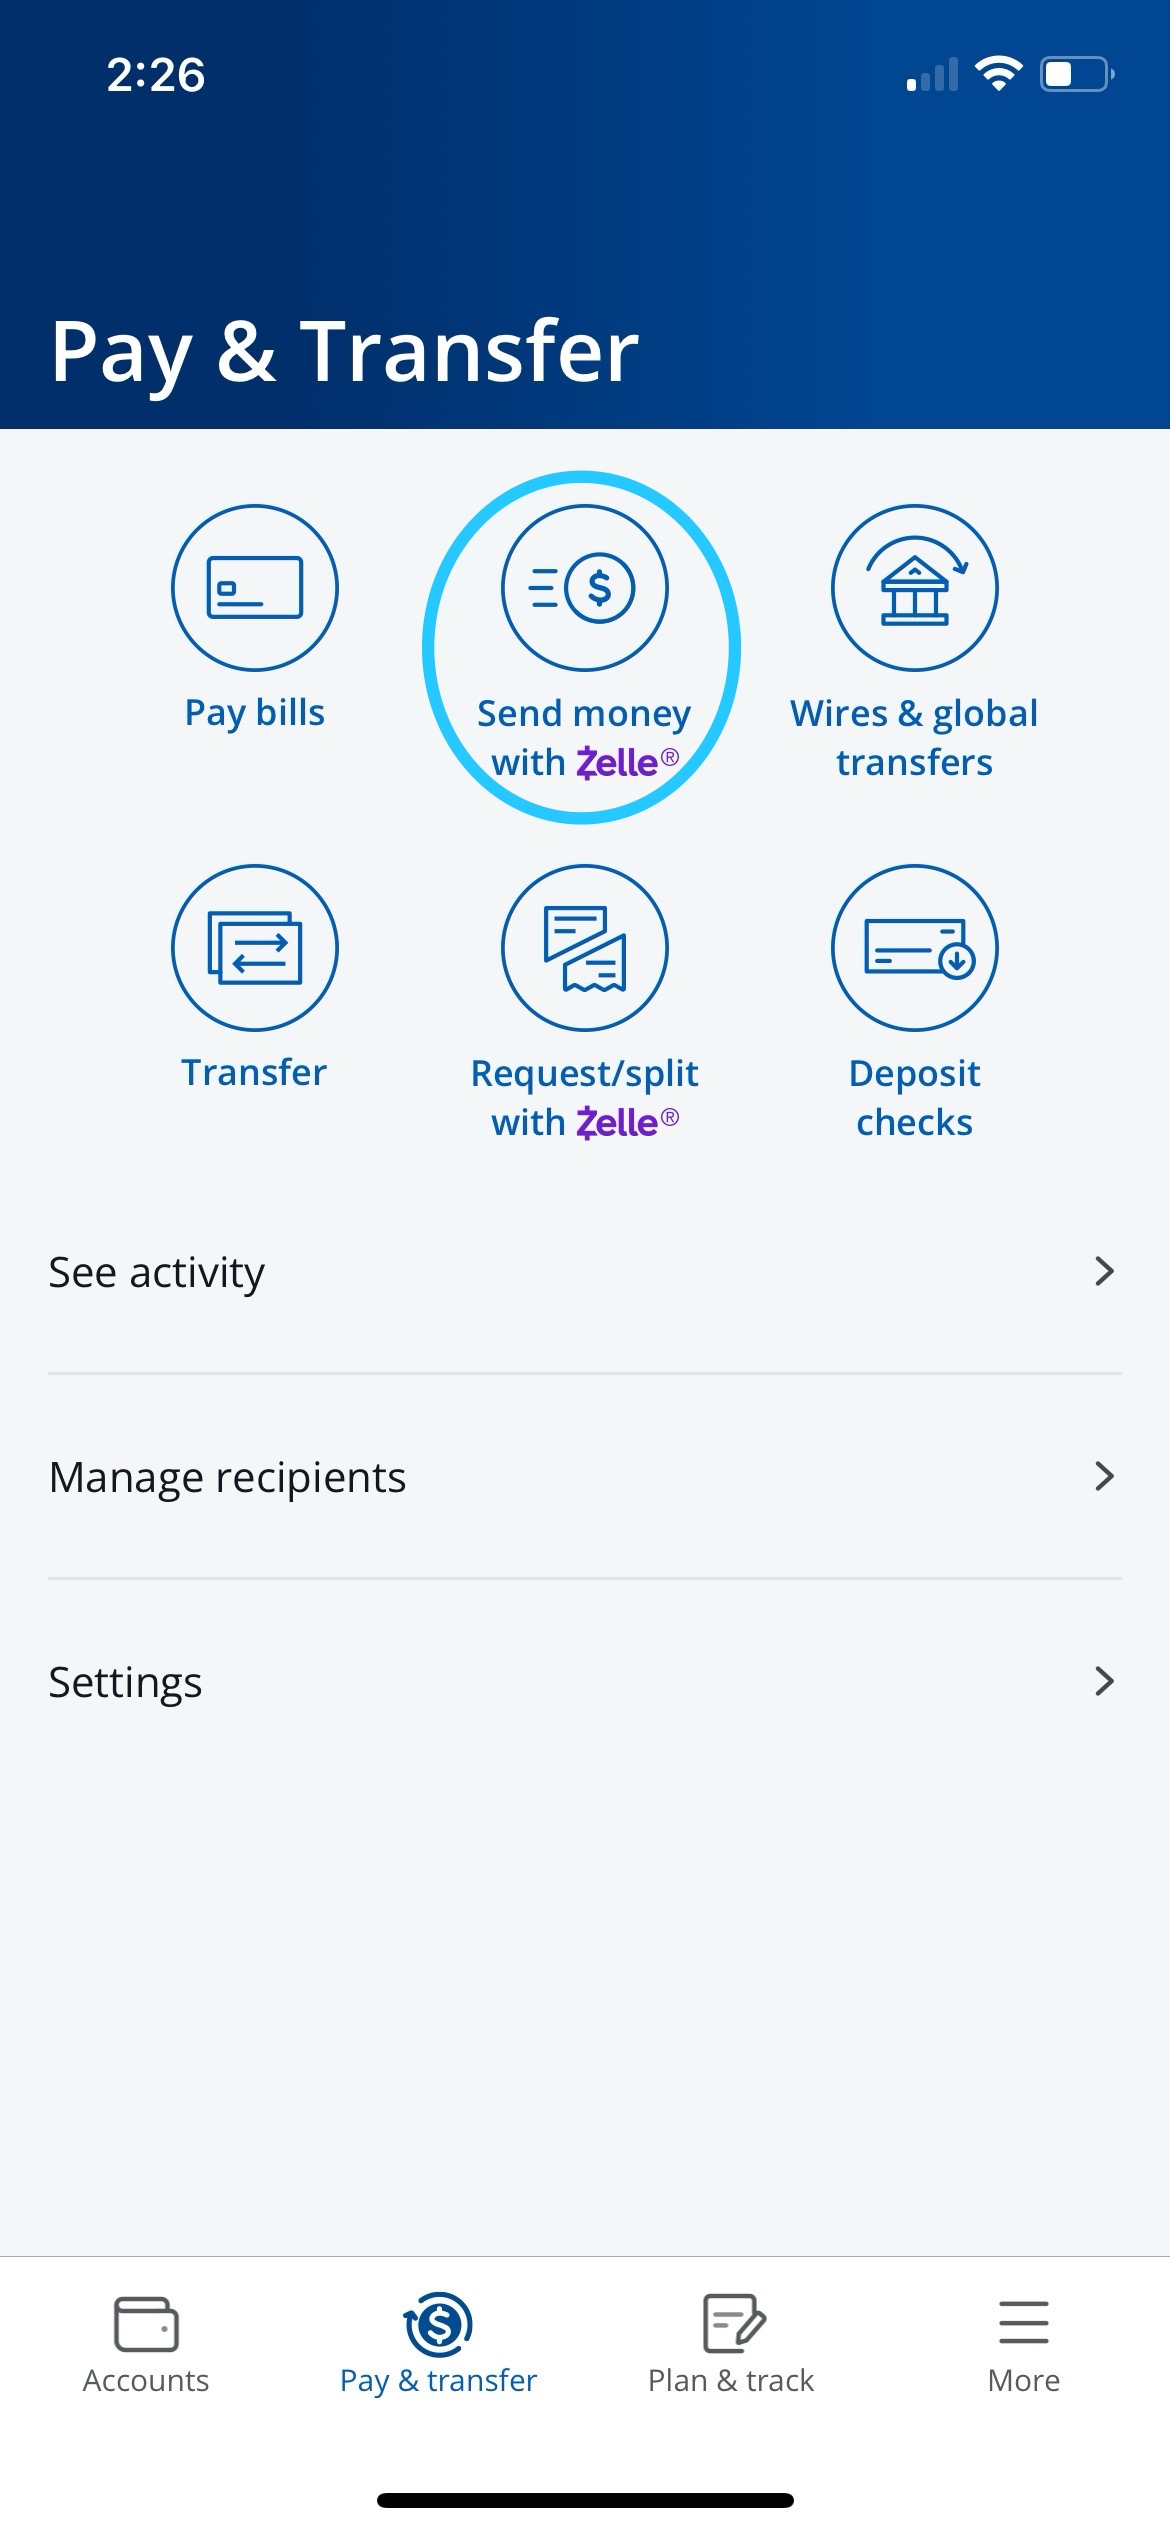 2:26
Pay & Transfer
Pay bills
Send money
with Zelle®
Wires & global
transfers
Transfer
Request/split
with Zelle®
Deposit
checks
See activity
Manage recipients
Settings
Accounts
Pay & transfer
Plan & track
More